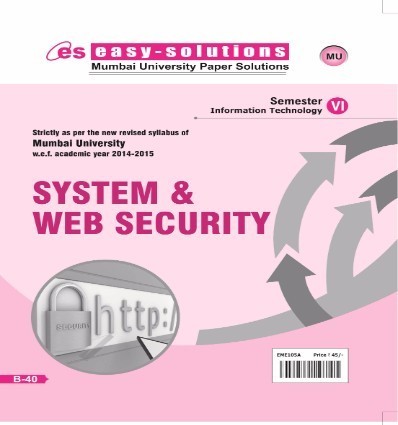 es easy-solutions
Mumbai University Paper Solutions
MU
Semester VI
Information Technology
Strictly as per the new revised syllabus of
Mumbai University
w.e.f. academic year 2014-2015
SYSTEM &
WEB SECURITY
SECURITY
http:/
EME105A Price ₹ 45/-
B-40